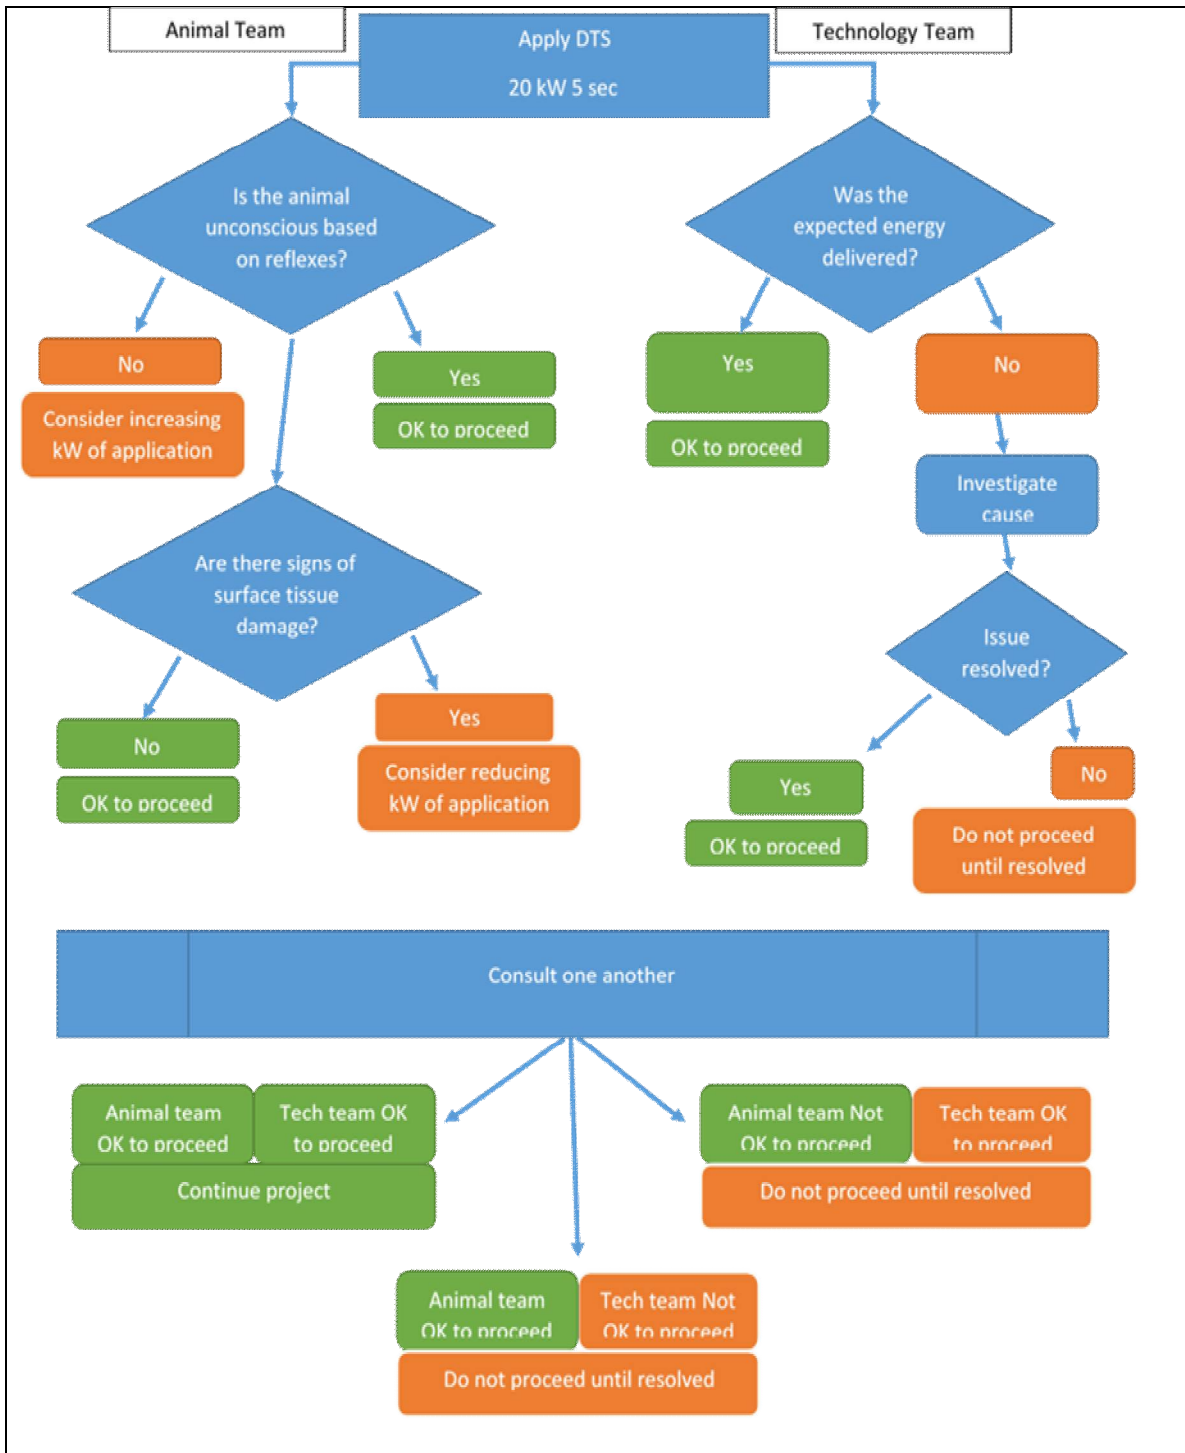 Animal Team
Apply DTS
20 kW 5 sec
Technology Team
Is the animal
unconscious based
on reflexes?
Was the
expected energy
delivered?
No
Consider increasing
kW of application
Yes
OK to proceed
Yes
OK to proceed
No
Investigate
cause
Are there signs of
surface tissue
damage?
Issue
resolved?
No
OK to proceed
Yes
Consider reducing
kW of application
Yes
OK to proceed
No
Do not proceed
until resolved
Consult one another
Animal team
OK to proceed
Tech team OK
to proceed
Continue project
Animal team Not
OK to proceed
Tech team OK
to proceed
Do not proceed until resolved
Animal team
OK to proceed
Tech team Not
OK to proceed
Do not proceed until resolved